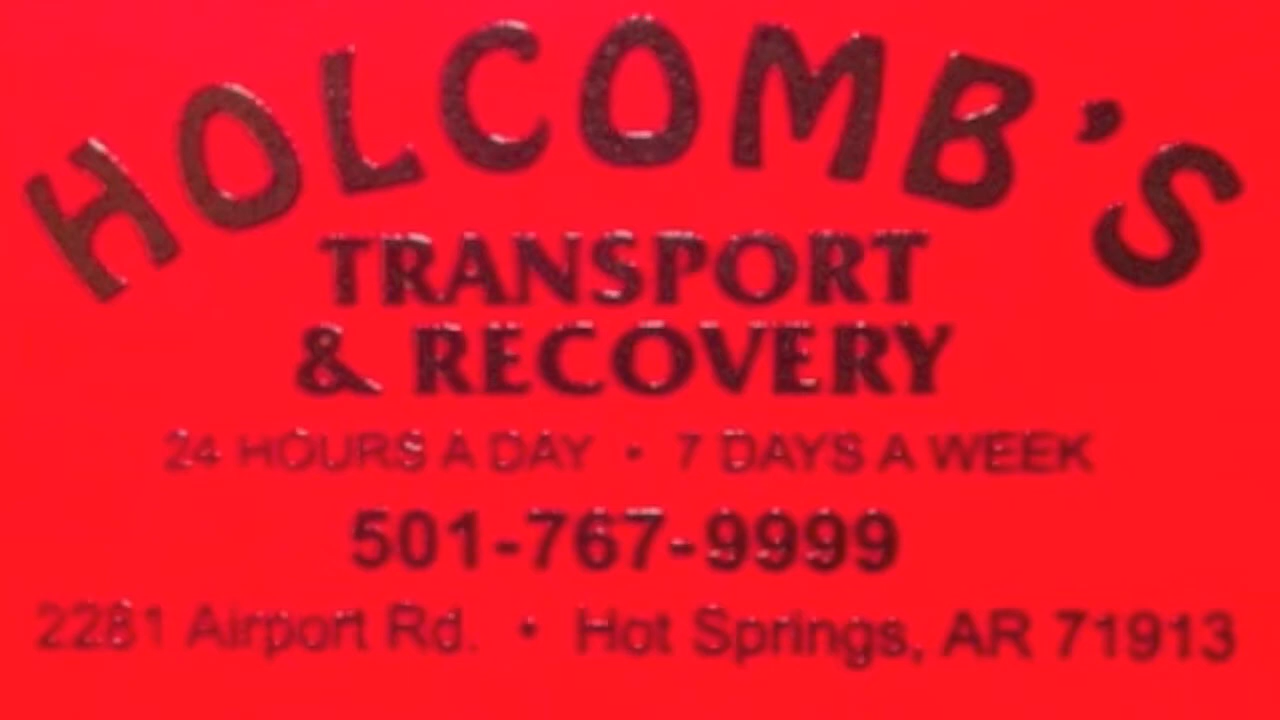 HOLCOMB'S
TRANSPORT
& RECOVERY
24 HOURS A DAY • 7 DAYS A WEEK
501-767-9999
2281 Airport Rd. • Hot Springs, AR 71913